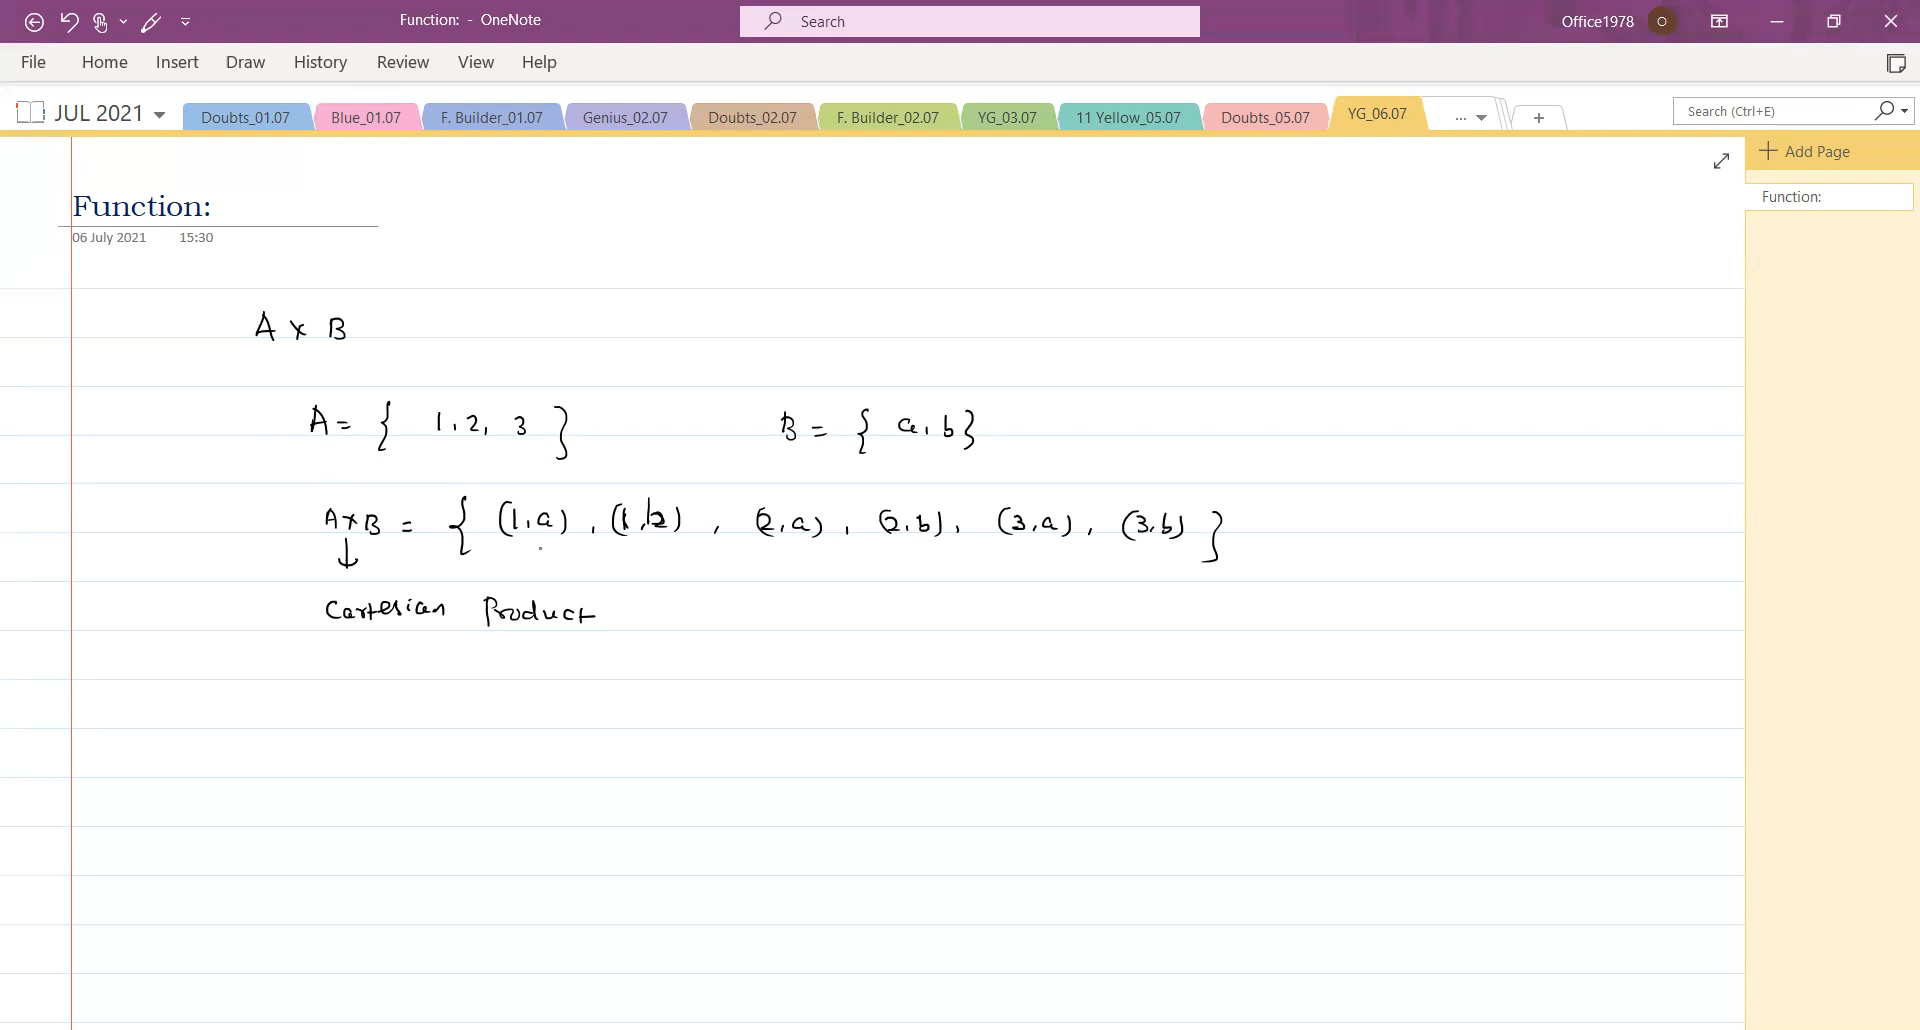 Function: - OneNote
Search
Office1978
O
File Home Insert Draw History Review View Help
JUL 2021
Doubts_01.07 Blue_01.07 F. Builder_01.07 Genius_02.07 Doubts_02.07 F. Builder_02.07 YG_03.07 11 Yellow_05.07 Doubts_05.07 YG_06.07 ... +
Search (Ctrl+E)
Add Page
Function:
Function:
06 July 2021 15:30
A × B
A = { 1, 2, 3 } B = { a, b }
A×B = { (1, a) , (1, b) , (2, a) , (2, b) , (3, a) , (3, b) }
↓
Cartesian Product